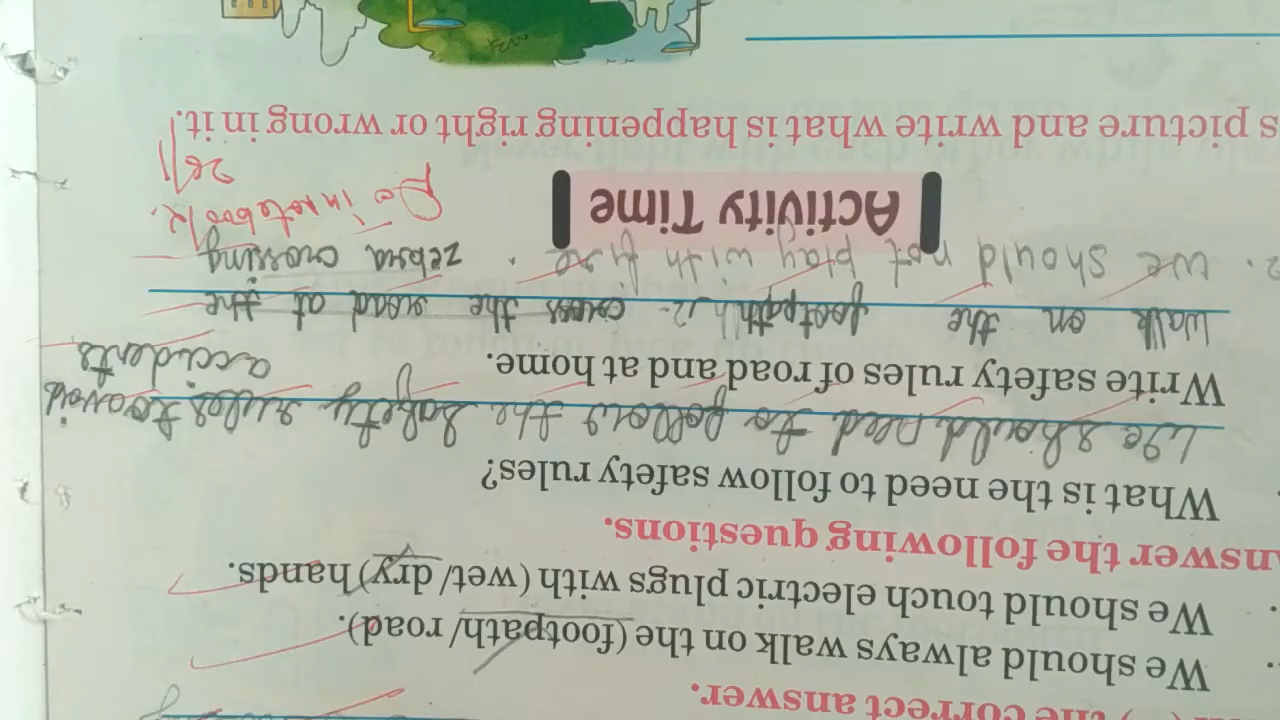 the correct answer.
We should always walk on the (footpath/ road).
We should touch electric plugs with (wet/ dry) hands.
nswer the following questions.
What is the need to follow safety rules?
We should need to follow the safety rules to avoid
accidents
Write safety rules of road and at home.
Walk on the footpath 2- cross the road at the
zebra crossing
2. We should not play with fire.
Do in notebook.
Activity Time
s picture and write what is happening right or wrong in it.